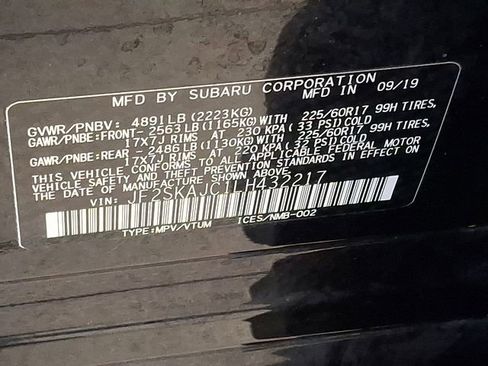 MFD BY SUBARU CORPORATION
IN 09/19
GVWR/PNBV: 4891LB(2223KG)
GAWR/PNBE:FRONT-2563LB(1165KG)WITH 225/60R17 99H TIRES,
17X7J RIMS AT 230 KPA(33 PSI)COLD
GAWR/PNBE:REAR -2486LB(1130KG)WITH 225/60R17 99H TIRES,
17X7J RIMS AT 220 KPA(32 PSI)COLD
THIS VEHICLE CONFORMS TO ALL APPLICABLE FEDERAL MOTOR
VEHICLE SAFETY AND THEFT PREVENTION STANDARDS IN EFFECT ON
THE DATE OF MANUFACTURE SHOWN ABOVE.
VIN: JF2SKAUC1LH432217
TYPE:MPV/VTUM ICES/NMB-002